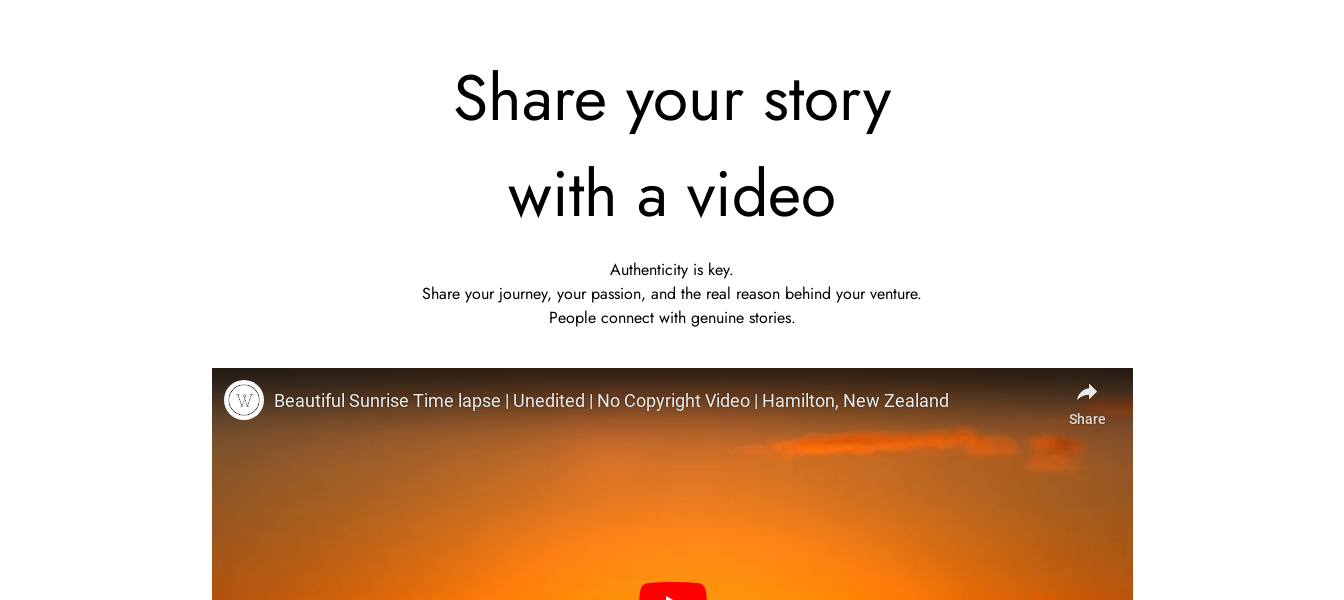 Share your story
with a video
Authenticity is key.
Share your journey, your passion, and the real reason behind your venture.
People connect with genuine stories.
W
Beautiful Sunrise Time lapse | Unedited | No Copyright Video | Hamilton, New Zealand
Share